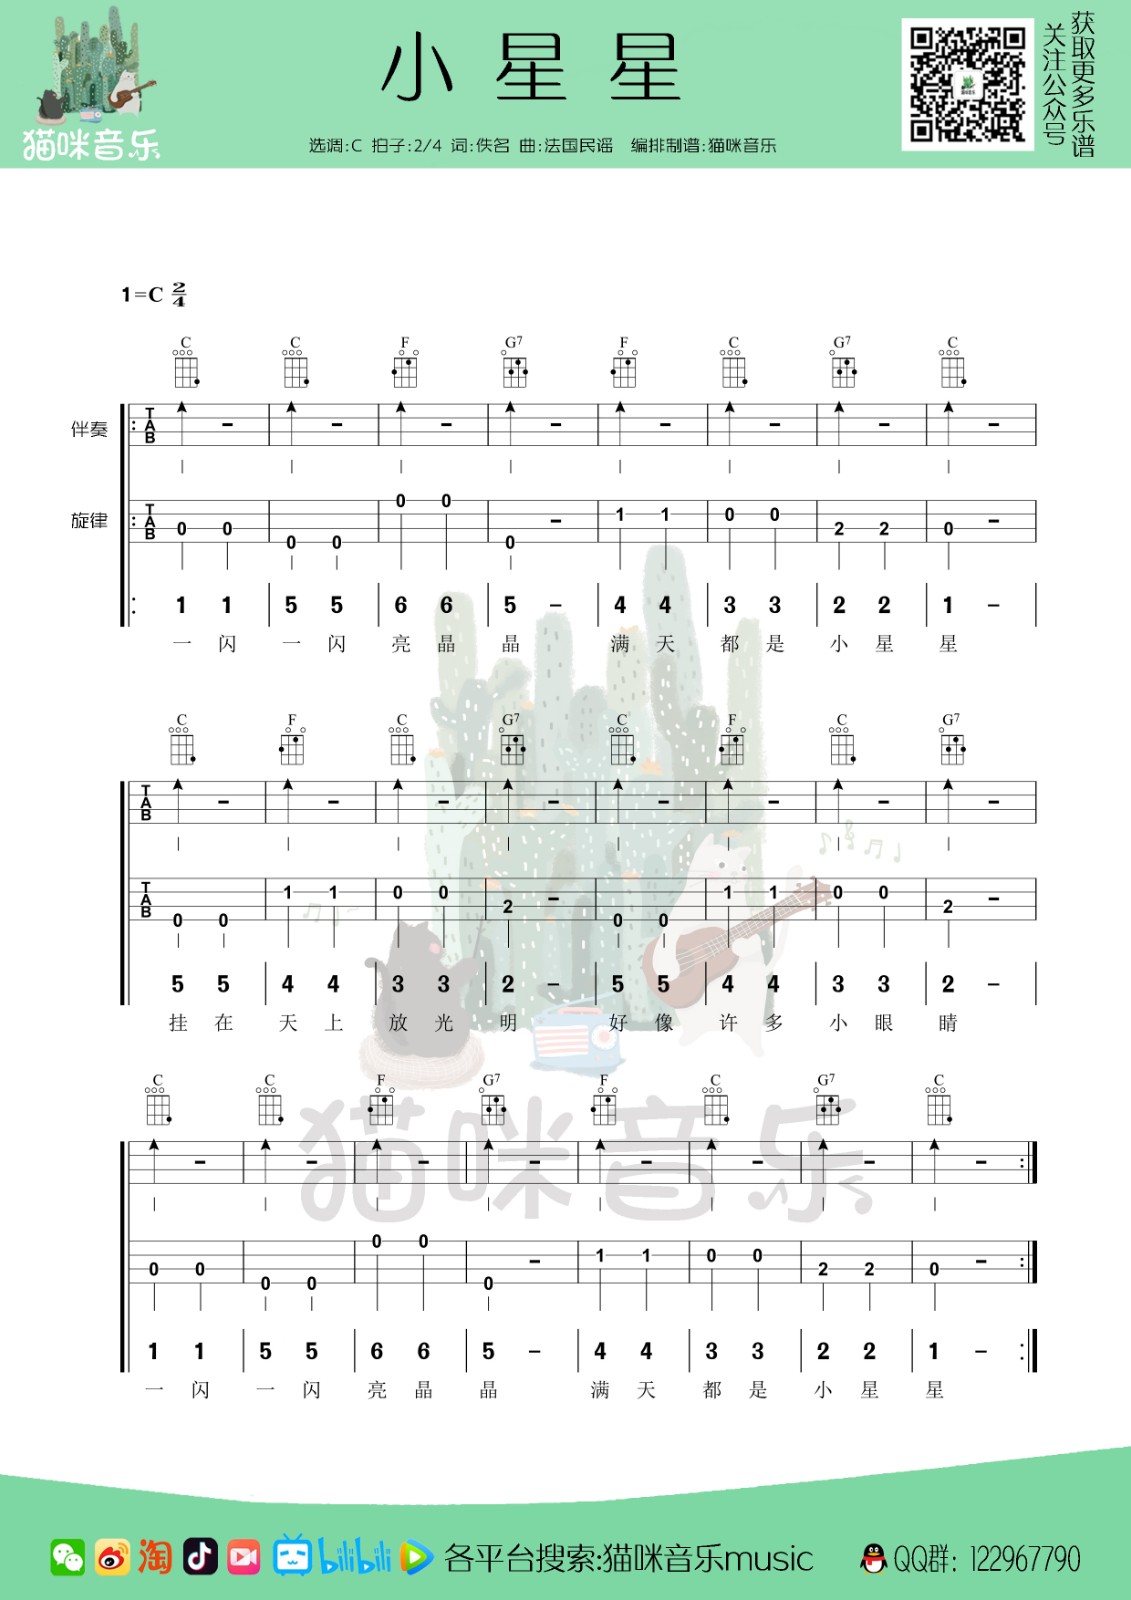 猫咪音乐
小星星
选调:C 拍子:2/4 词:佚名 曲:法国民谣 编排制谱:猫咪音乐
获取更多乐谱
关注公众号
1=C 2/4
C C F G7 F C G7 C
伴奏 TAB
旋律 TAB 0 0 0 0 0 0 0 1 1 0 0 2 2 0
1 1 5 5 6 6 5 – 4 4 3 3 2 2 1 –
一 闪 一 闪 亮 晶 晶 满 天 都 是 小 星 星
C F C G7 C F C G7
TAB
TAB 0 0 1 1 0 0 2 0 0 1 1 0 0 2
5 5 4 4 3 3 2 – 5 5 4 4 3 3 2 –
挂 在 天 上 放 光 明 好 像 许 多 小 眼 睛
C C F G7 F C G7 C
猫咪音乐
0 0 0 0 0 0 0 1 1 0 0 2 2 0
1 1 5 5 6 6 5 – 4 4 3 3 2 2 1 –
一 闪 一 闪 亮 晶 晶 满 天 都 是 小 星 星
淘 bilibili 各平台搜索:猫咪音乐music QQ群: 122967790